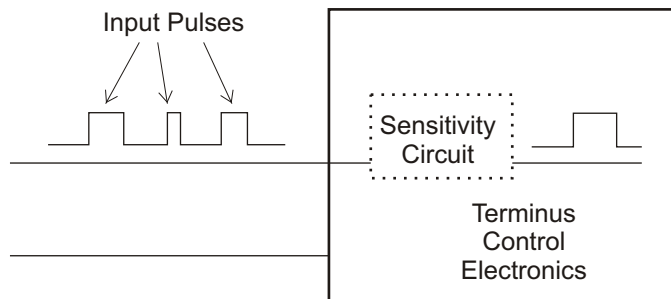 Input Pulses
Sensitivity
Circuit
Terminus
Control
Electronics